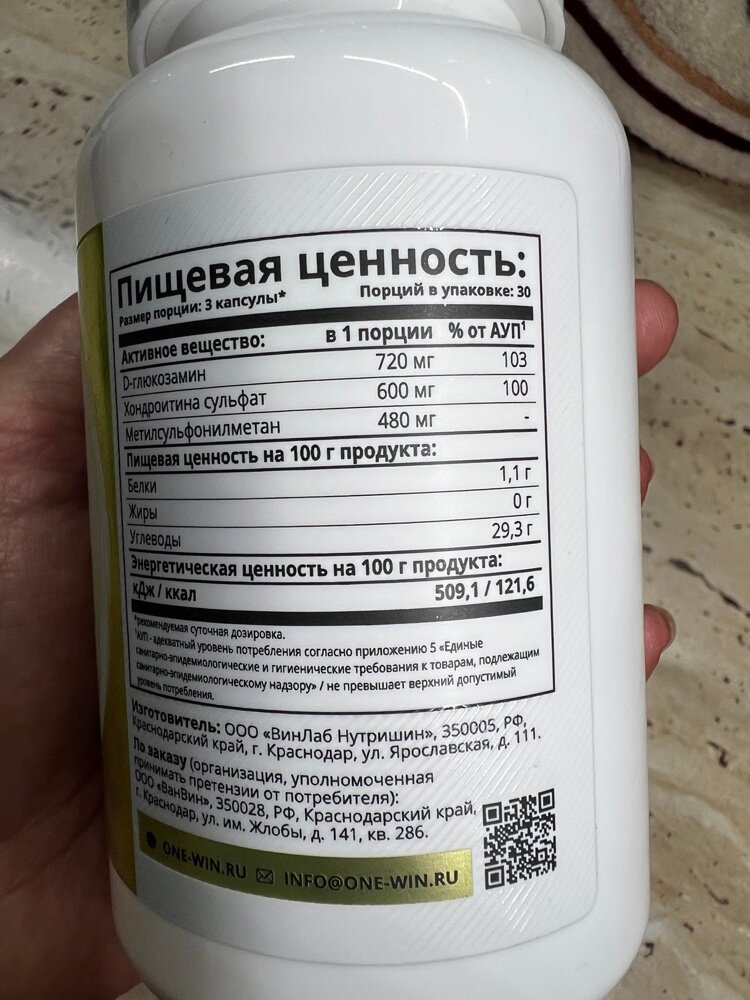 Пищевая ценность:
Размер порции: 3 капсулы* Порций в упаковке: 30
Активное вещество: в 1 порции % от АУП¹
D-глюкозамин 720 мг 103
Хондроитина сульфат 600 мг 100
Метилсульфонилметан 480 мг -
Пищевая ценность на 100 г продукта:
Белки 1,1 г
Жиры 0 г
Углеводы 29,3 г
Энергетическая ценность на 100 г продукта:
кДж / ккал 509,1 / 121,6
*рекомендуемая суточная дозировка.
¹АУП - адекватный уровень потребления согласно приложению 5 «Единые
санитарно-эпидемиологические и гигиенические требования к товарам, подлежащим
санитарно-эпидемиологическому надзору» / не превышает верхний допустимый
уровень потребления.
Изготовитель: ООО «ВинЛаб Нутришин», 350005, РФ,
Краснодарский край, г. Краснодар, ул. Ярославская, д. 111.
По заказу (организация, уполномоченная
принимать претензии от потребителя):
ООО «ВанВин», 350028, РФ, Краснодарский край,
г. Краснодар, ул. им. Жлобы, д. 141, кв. 286.
ONE-WIN.RU INFO@ONE-WIN.RU